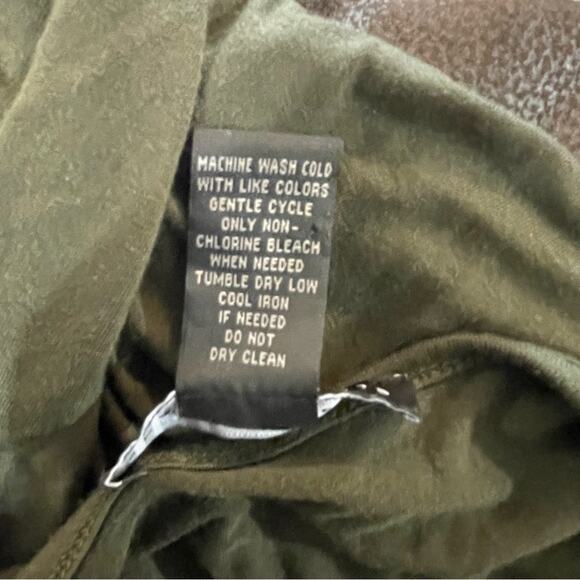 MACHINE WASH COLD
WITH LIKE COLORS
GENTLE CYCLE
ONLY NON-
CHLORINE BLEACH
WHEN NEEDED
TUMBLE DRY LOW
COOL IRON
IF NEEDED
DO NOT
DRY CLEAN